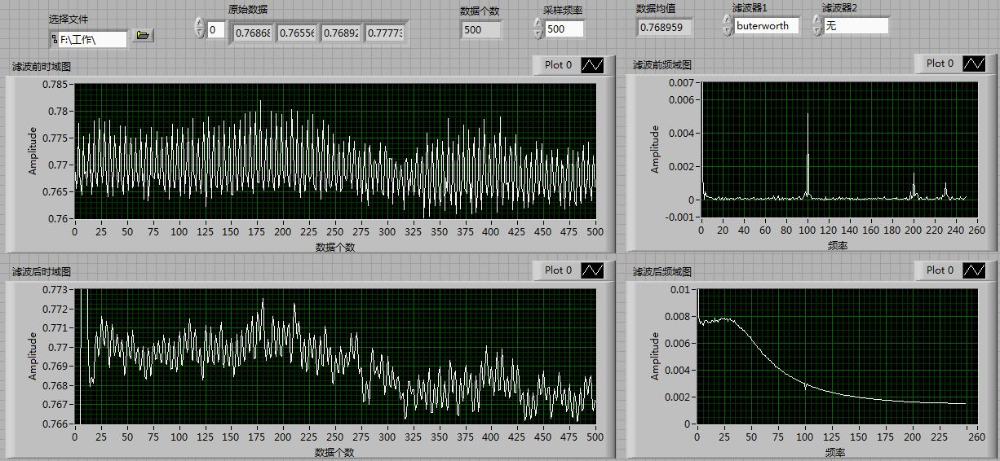 选择文件
原始数据
数据个数
采样频率
数据均值
滤波器1
滤波器2
F:\工作\
0
0.76868
0.76556
0.76892
0.77773
500
500
0.768959
buterworth
无
滤波前时域图
Plot 0
0.785
0.78
0.775
0.77
0.765
0.76
Amplitude
0 25 50 75 100 125 150 175 200 225 250 275 300 325 350 375 400 425 450 475 500
数据个数
滤波前频域图
Plot 0
0.007
0.006
0.004
0.002
0
-0.001
Amplitude
0 20 40 60 80 100 120 140 160 180 200 220 240 260
频率
滤波后时域图
Plot 0
0.773
0.772
0.771
0.77
0.769
0.768
0.767
0.766
Amplitude
0 25 50 75 100 125 150 175 200 225 250 275 300 325 350 375 400 425 450 475 500
数据个数
滤波后频域图
Plot 0
0.01
0.008
0.006
0.004
0.002
0
Amplitude
0 25 50 75 100 125 150 175 200 225 260
频率